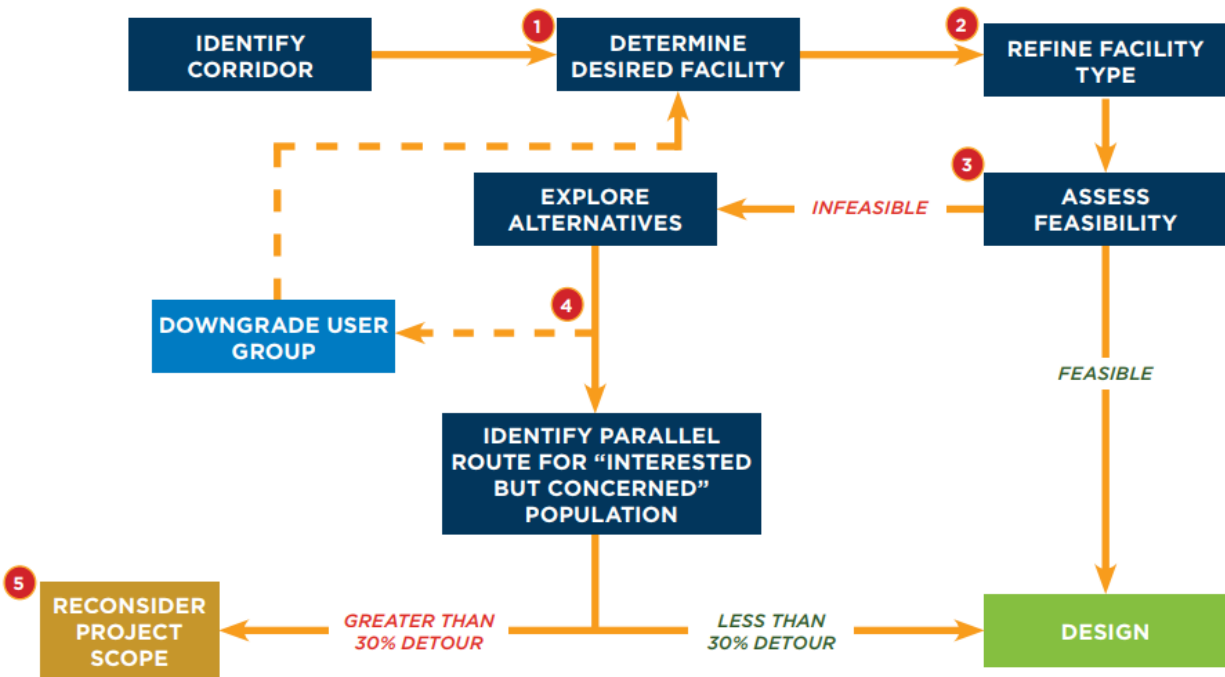 1
2
IDENTIFY
CORRIDOR
DETERMINE
DESIRED FACILITY
REFINE FACILITY
TYPE
3
EXPLORE
ALTERNATIVES
INFEASIBLE
ASSESS
FEASIBILITY
4
DOWNGRADE USER
GROUP
FEASIBLE
IDENTIFY PARALLEL
ROUTE FOR “INTERESTED
BUT CONCERNED”
POPULATION
5
RECONSIDER
PROJECT
SCOPE
GREATER THAN
30% DETOUR
LESS THAN
30% DETOUR
DESIGN